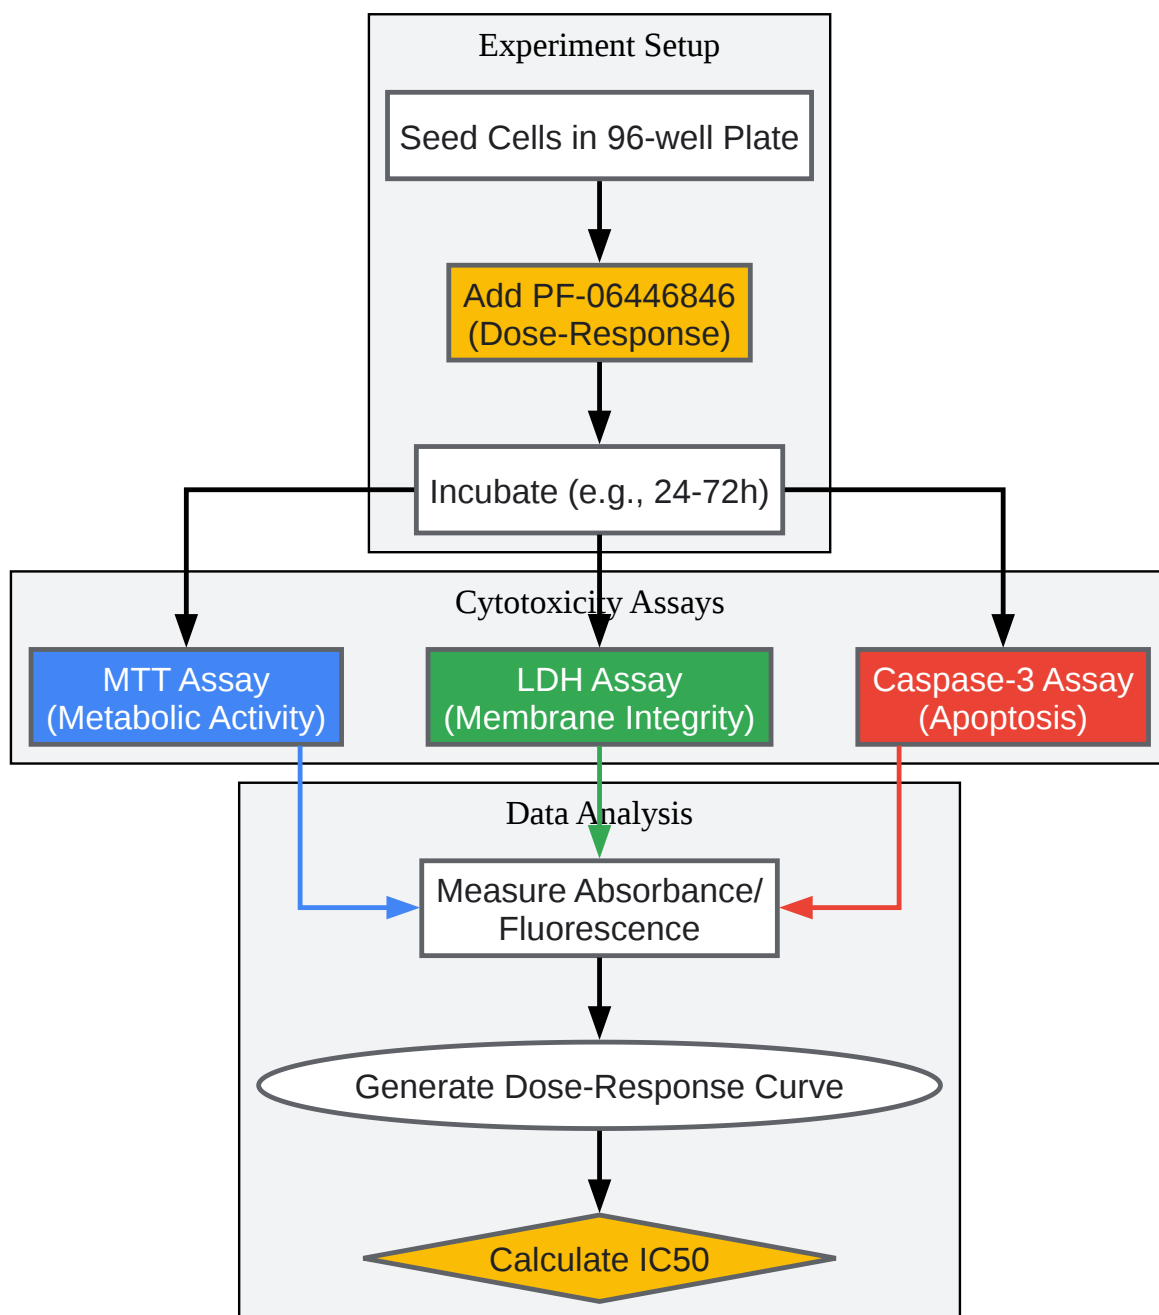 Experiment Setup
Seed Cells in 96-well Plate
Add PF-06446846
(Dose-Response)
Incubate (e.g., 24-72h)
Cytotoxicity Assays
MTT Assay
(Metabolic Activity)
LDH Assay
(Membrane Integrity)
Caspase-3 Assay
(Apoptosis)
Data Analysis
Measure Absorbance/
Fluorescence
Generate Dose-Response Curve
Calculate IC50